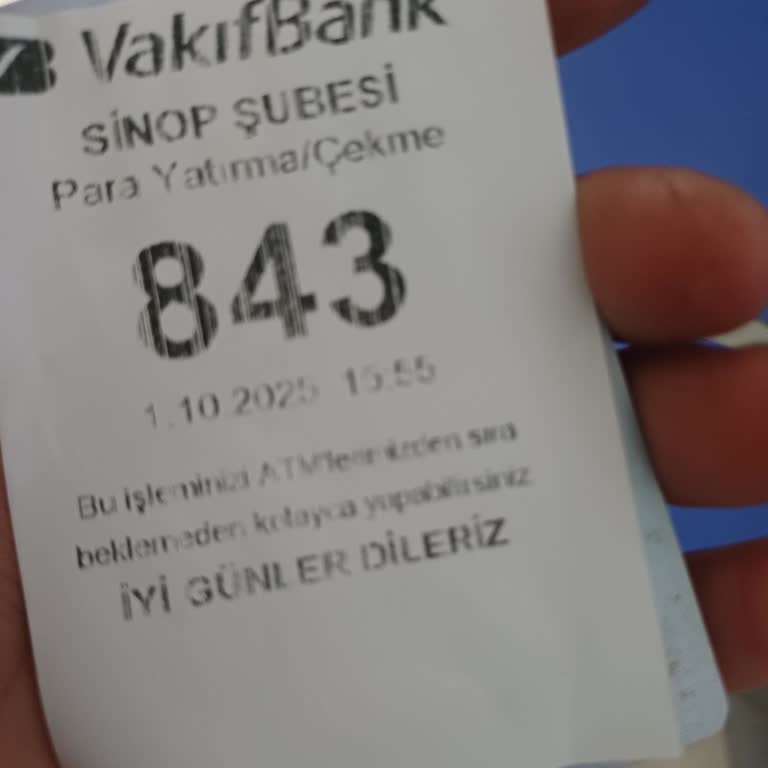 VakıfBank
SİNOP ŞUBESİ
Para Yatırma/Çekme
843
1.10.2025 15:55
Bu işleminizi ATM'lerimizden sıra
beklemeden kolayca yapabilirsiniz
İYİ GÜNLER DİLERİZ